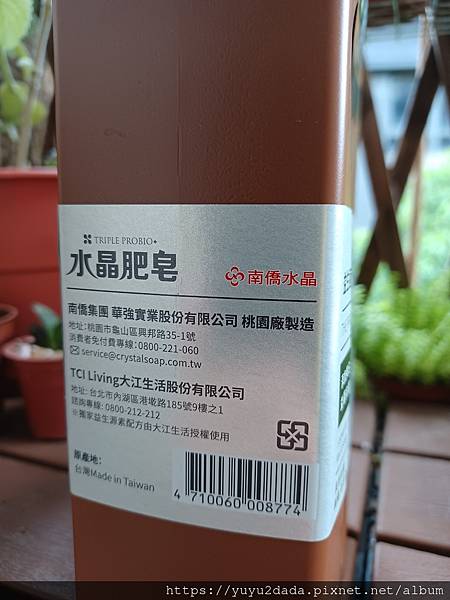 TRIPLE PROBIO+
水晶肥皂
南僑水晶
南僑集團 華強實業股份有限公司 桃園廠製造
地址:桃園市龜山區興邦路35-1號
消費者免付費專線:0800-221-060
service@crystalsoap.com.tw
TCI Living大江生活股份有限公司
地址:台北市內湖區港墘路185號9樓之1
諮詢專線: 0800-212-212
※獨家益生源素配方由大江生活授權使用
原產地:
台灣Made in Taiwan
4 710060 008774
https://yuyu2dada.pixnet.net/album